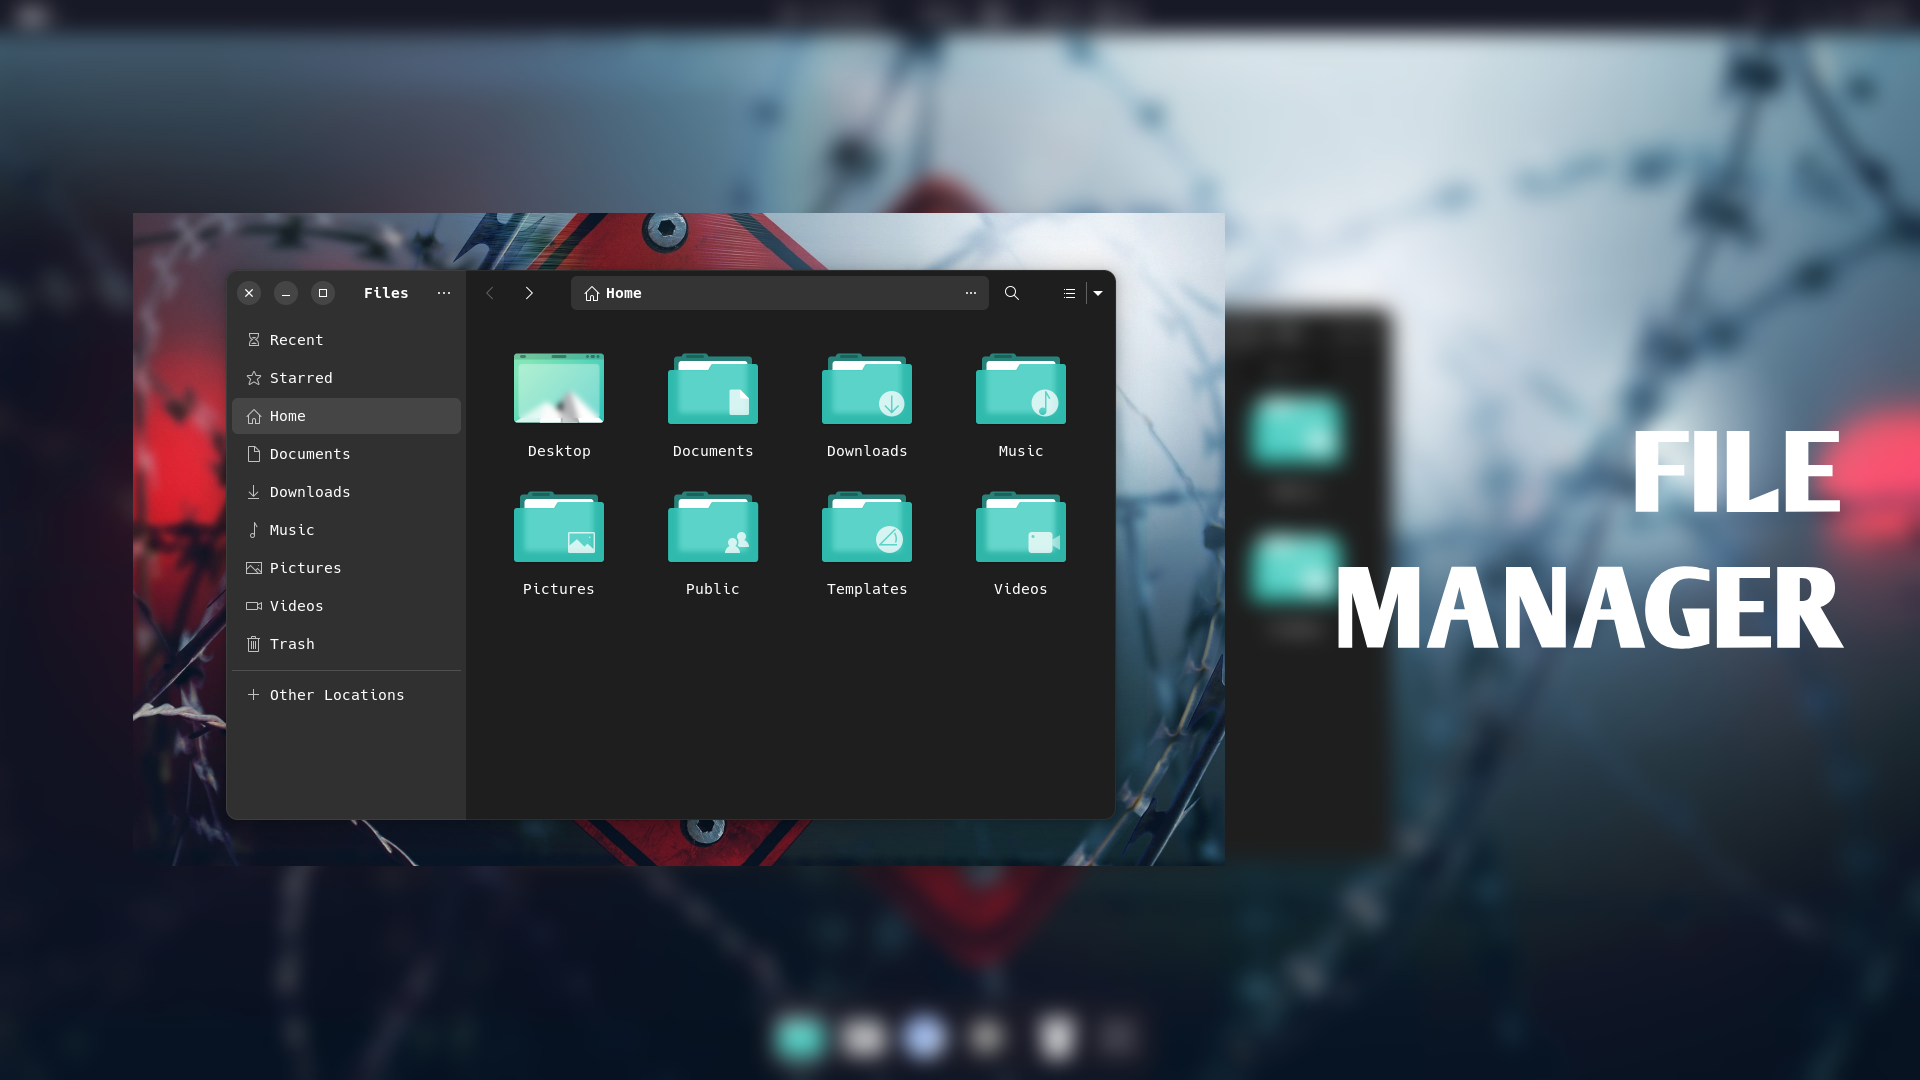 Files
Home
Recent
Starred
Home
Documents
Downloads
Music
Pictures
Videos
Trash
Other Locations
Desktop Documents Downloads Music
Pictures Public Templates Videos
FILE
MANAGER